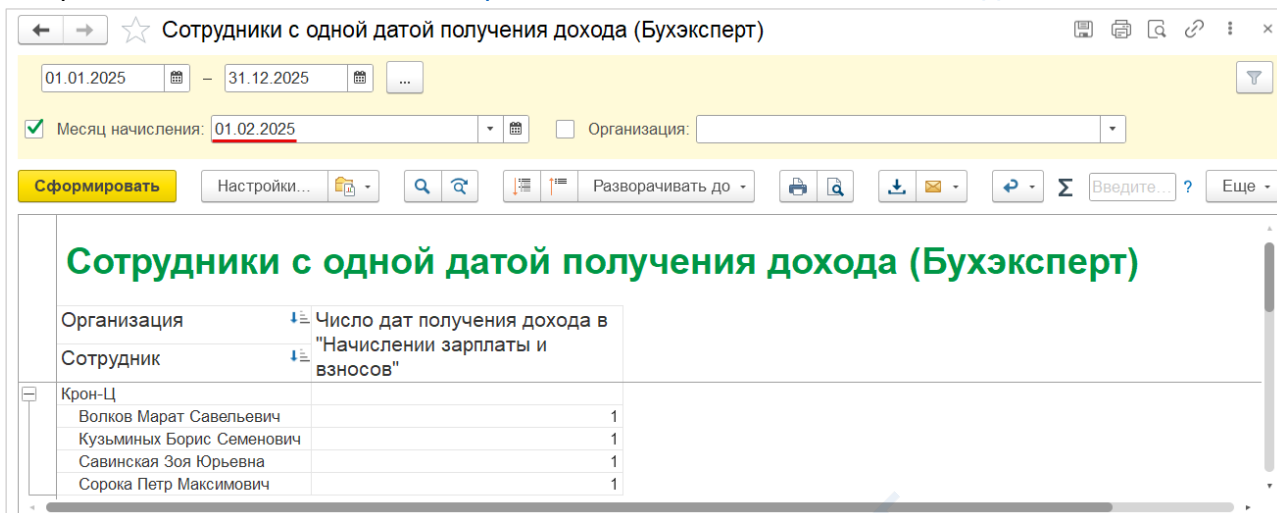 Сотрудники с одной датой получения дохода (Бухэксперт)
01.01.2025 – 31.12.2025 ...
Месяц начисления: 01.02.2025 Организация:
Сформировать Настройки... Разворачивать до Σ Введите... ? Еще
Сотрудники с одной датой получения дохода (Бухэксперт)
Организация
Сотрудник
Число дат получения дохода в
"Начислении зарплаты и
взносов"
Крон-Ц
Волков Марат Савельевич 1
Кузьминых Борис Семенович 1
Савинская Зоя Юрьевна 1
Сорока Петр Максимович 1